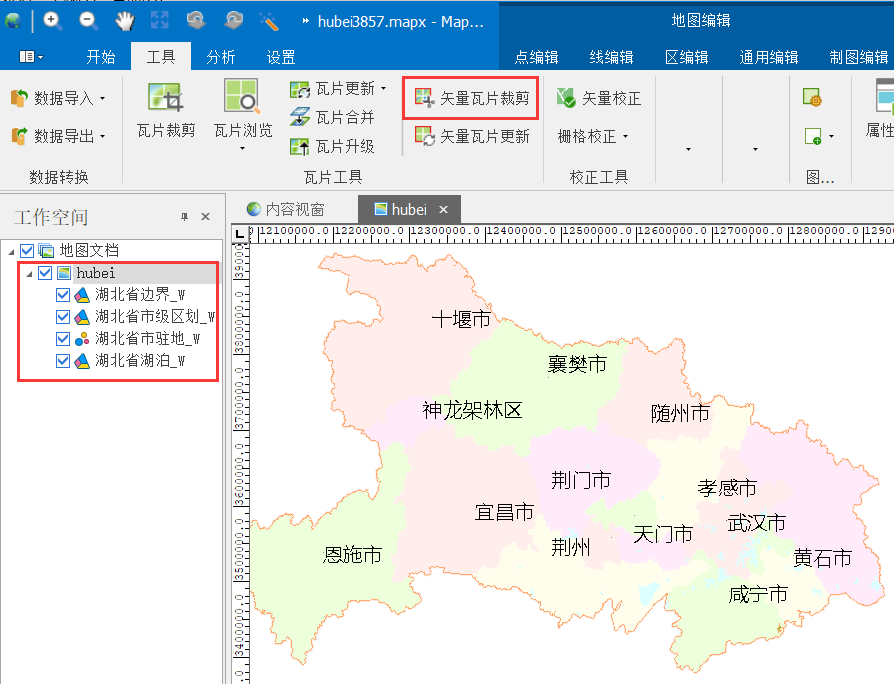 hubei3857.mapx - Map...
地图编辑
开始
工具
分析
设置
点编辑
线编辑
区编辑
通用编辑
制图编辑
数据导入
数据导出
数据转换
瓦片裁剪
瓦片浏览
瓦片更新
瓦片合并
瓦片升级
瓦片工具
矢量瓦片裁剪
矢量瓦片更新
矢量校正
栅格校正
校正工具
图...
属性
工作空间
内容视窗
hubei
地图文档
hubei
湖北省边界_W
湖北省市级区划_W
湖北省市驻地_W
湖北省湖泊_W
12100000.0
12200000.0
12300000.0
12400000.0
12500000.0
12600000.0
12700000.0
12800000.0
12900
3800000.0
3700000.0
3600000.0
3500000.0
3400000.0
十堰市
襄樊市
神龙架林区
随州市
荆门市
孝感市
宜昌市
武汉市
天门市
荆州
恩施市
黄石市
咸宁市